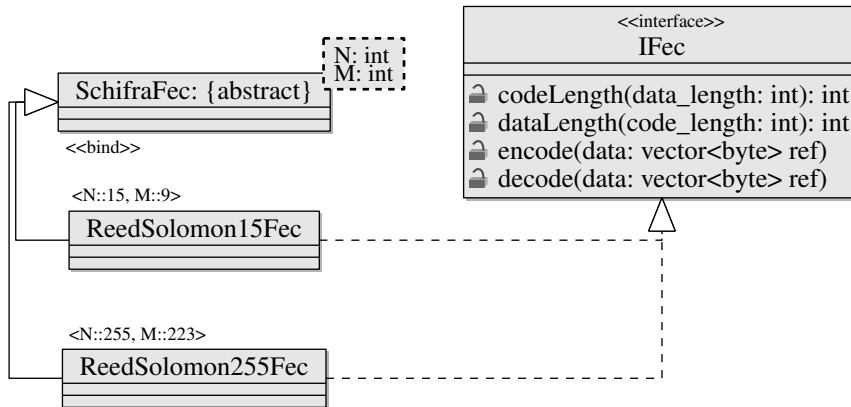 N: int
M: int
SchifraFec: {abstract}
<<bind>>
<N::15, M::9>
ReedSolomon15Fec
<N::255, M::223>
ReedSolomon255Fec
<<interface>>
IFec
codeLength(data_length: int): int
dataLength(code_length: int): int
encode(data: vector<byte> ref)
decode(data: vector<byte> ref)